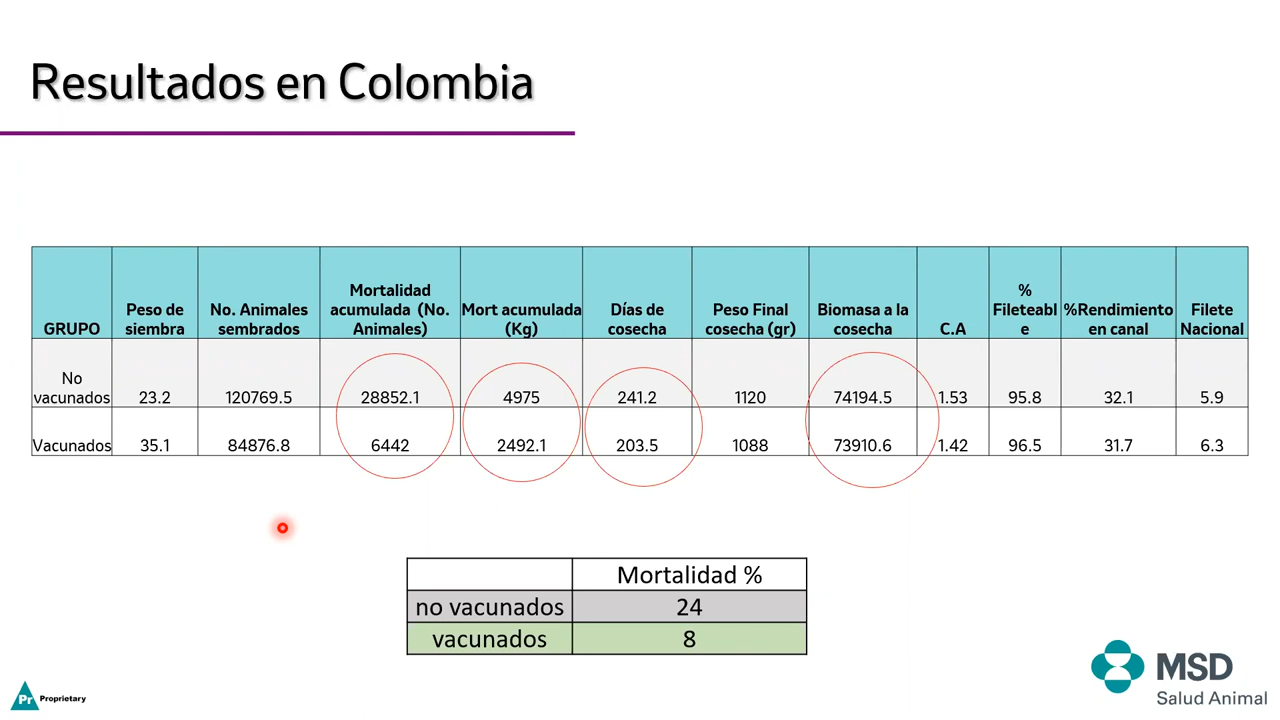 Resultados en Colombia
GRUPO Peso de siembra No. Animales sembrados Mortalidad acumulada (No. Animales) Mort acumulada (Kg) Días de cosecha Peso Final cosecha (gr) Biomasa a la cosecha C.A % Fileteabl e %Rendimiento en canal Filete Nacional
No vacunados 23.2 120769.5 28852.1 4975 241.2 1120 74194.5 1.53 95.8 32.1 5.9
Vacunados 35.1 84876.8 6442 2492.1 203.5 1088 73910.6 1.42 96.5 31.7 6.3
Mortalidad %
no vacunados 24
vacunados 8
Pr Proprietary
MSD
Salud Animal